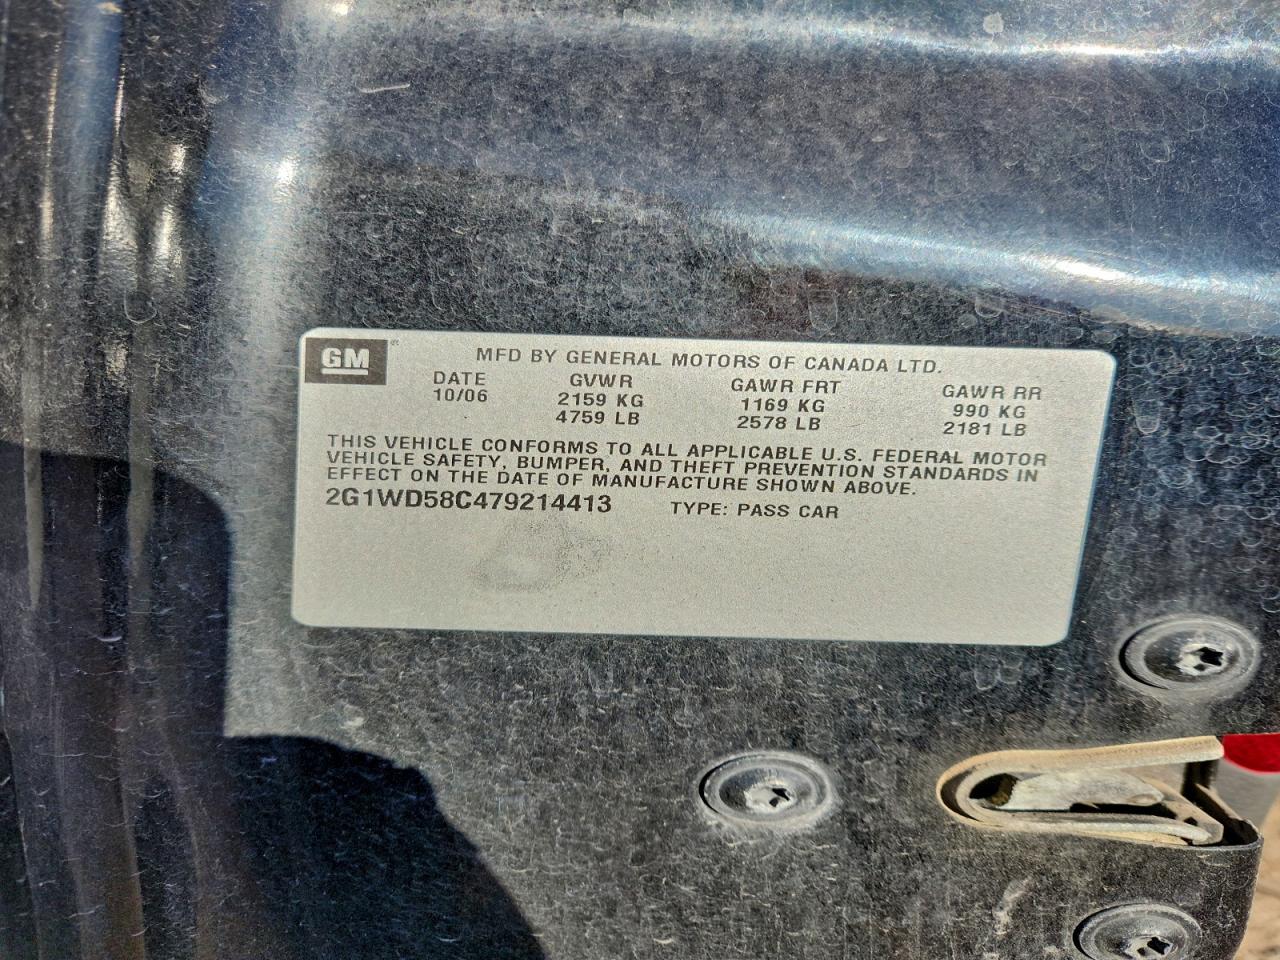 GM®
MFD BY GENERAL MOTORS OF CANADA LTD.
DATE GVWR GAWR FRT GAWR RR
10/06 2159 KG 1169 KG 990 KG
4759 LB 2578 LB 2181 LB
THIS VEHICLE CONFORMS TO ALL APPLICABLE U.S. FEDERAL MOTOR
VEHICLE SAFETY, BUMPER, AND THEFT PREVENTION STANDARDS IN
EFFECT ON THE DATE OF MANUFACTURE SHOWN ABOVE.
2G1WD58C479214413 TYPE: PASS CAR